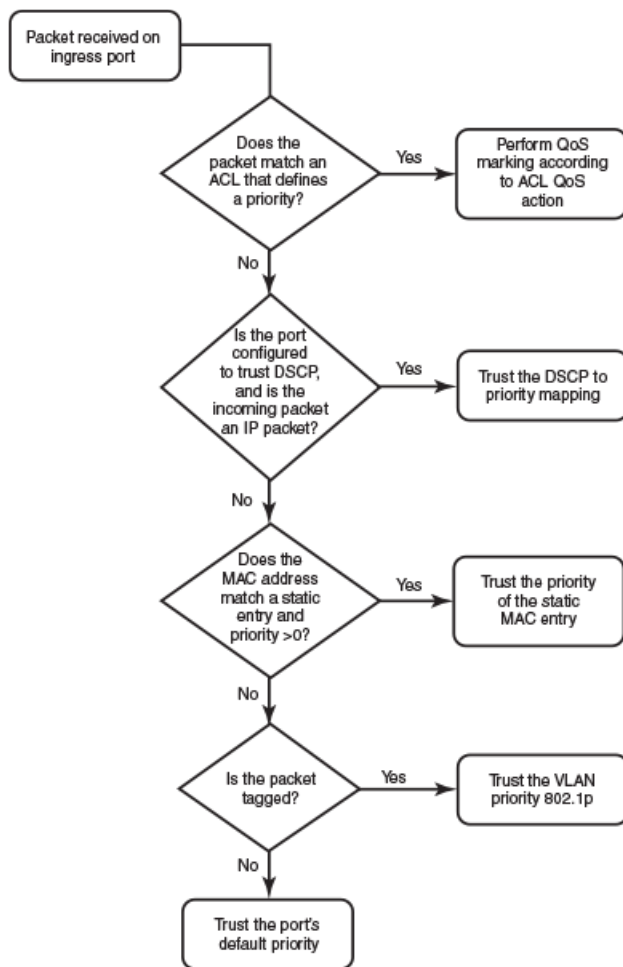 Packet received on
ingress port
Does the
packet match an
ACL that defines
a priority?
Yes
Perform QoS
marking according
to ACL QoS
action
No
Is the port
configured
to trust DSCP,
and is the
incoming packet
an IP packet?
Yes
Trust the DSCP to
priority mapping
No
Does the
MAC address
match a static
entry and
priority >0?
Yes
Trust the priority
of the static
MAC entry
No
Is the packet
tagged?
Yes
Trust the VLAN
priority 802.1p
No
Trust the port's
default priority